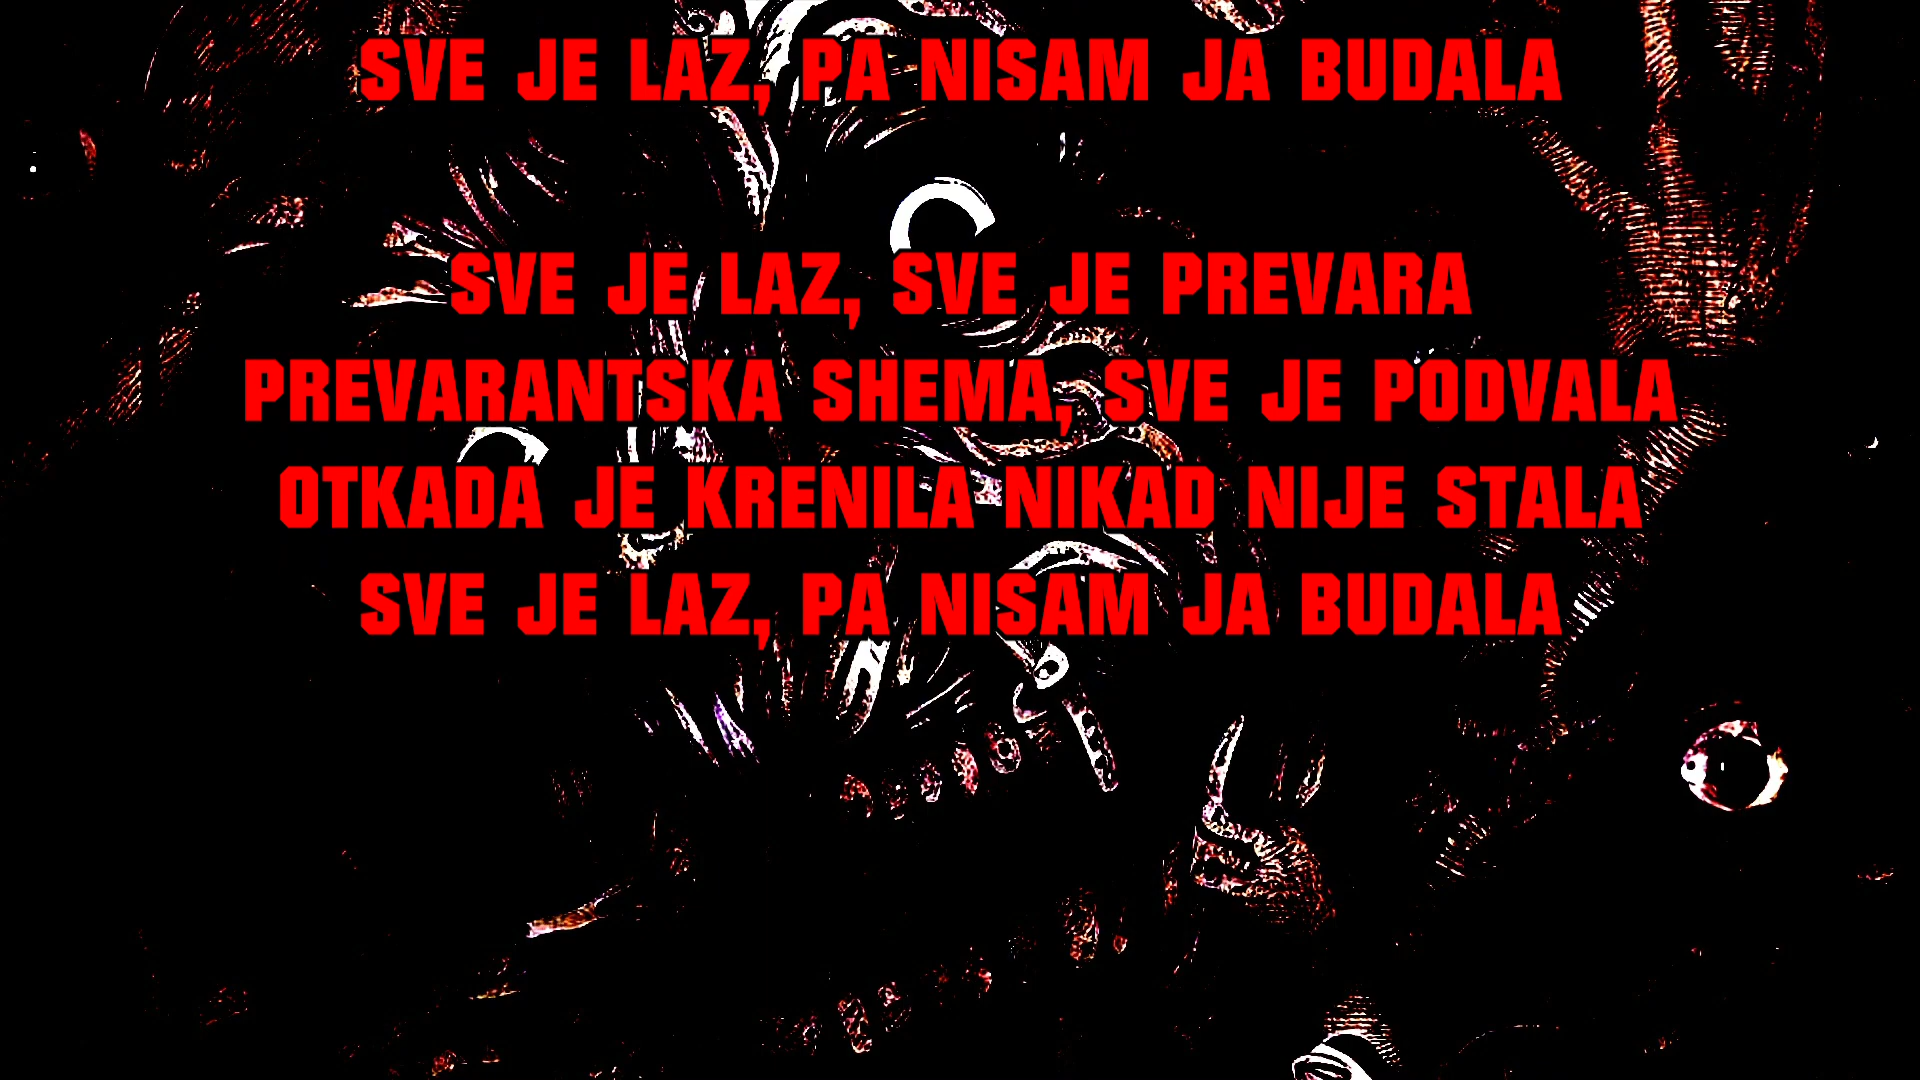 SVE JE LAZ, PA NISAM JA BUDALA
SVE JE LAZ, SVE JE PREVARA
PREVARANTSKA SHEMA, SVE JE PODVALA
OTKADA JE KRENILA NIKAD NIJE STALA
SVE JE LAZ, PA NISAM JA BUDALA